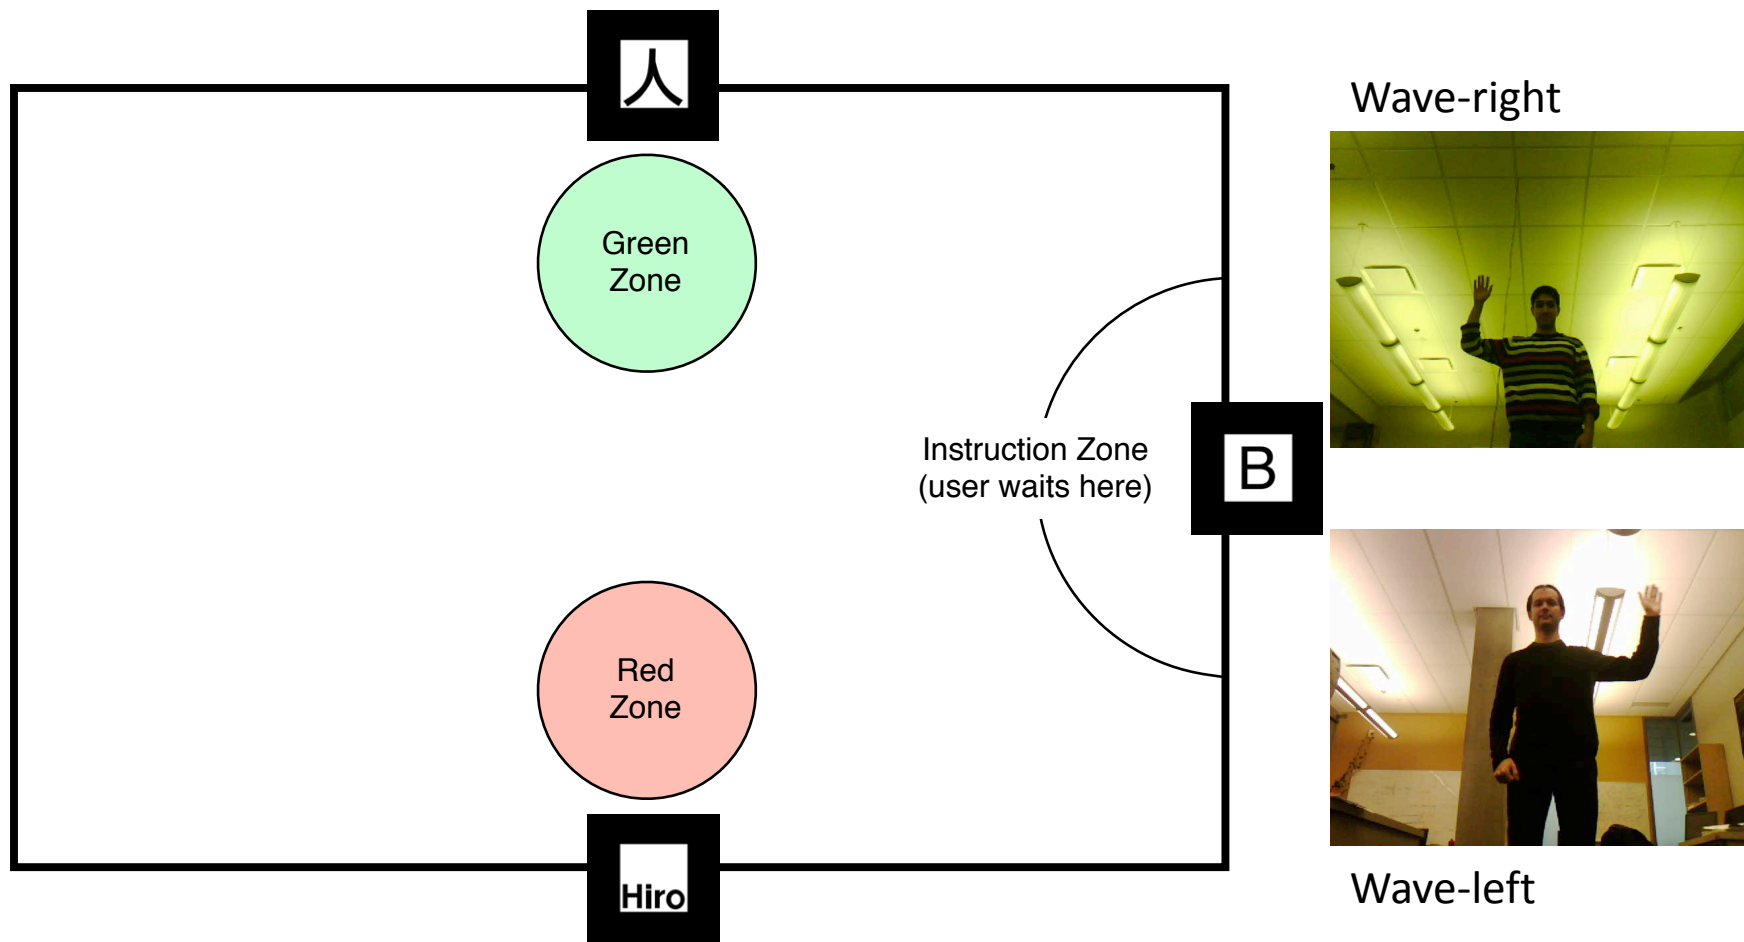 人
Wave-right
Green
Zone
Instruction Zone
(user waits here)
B
Red
Zone
Hiro
Wave-left